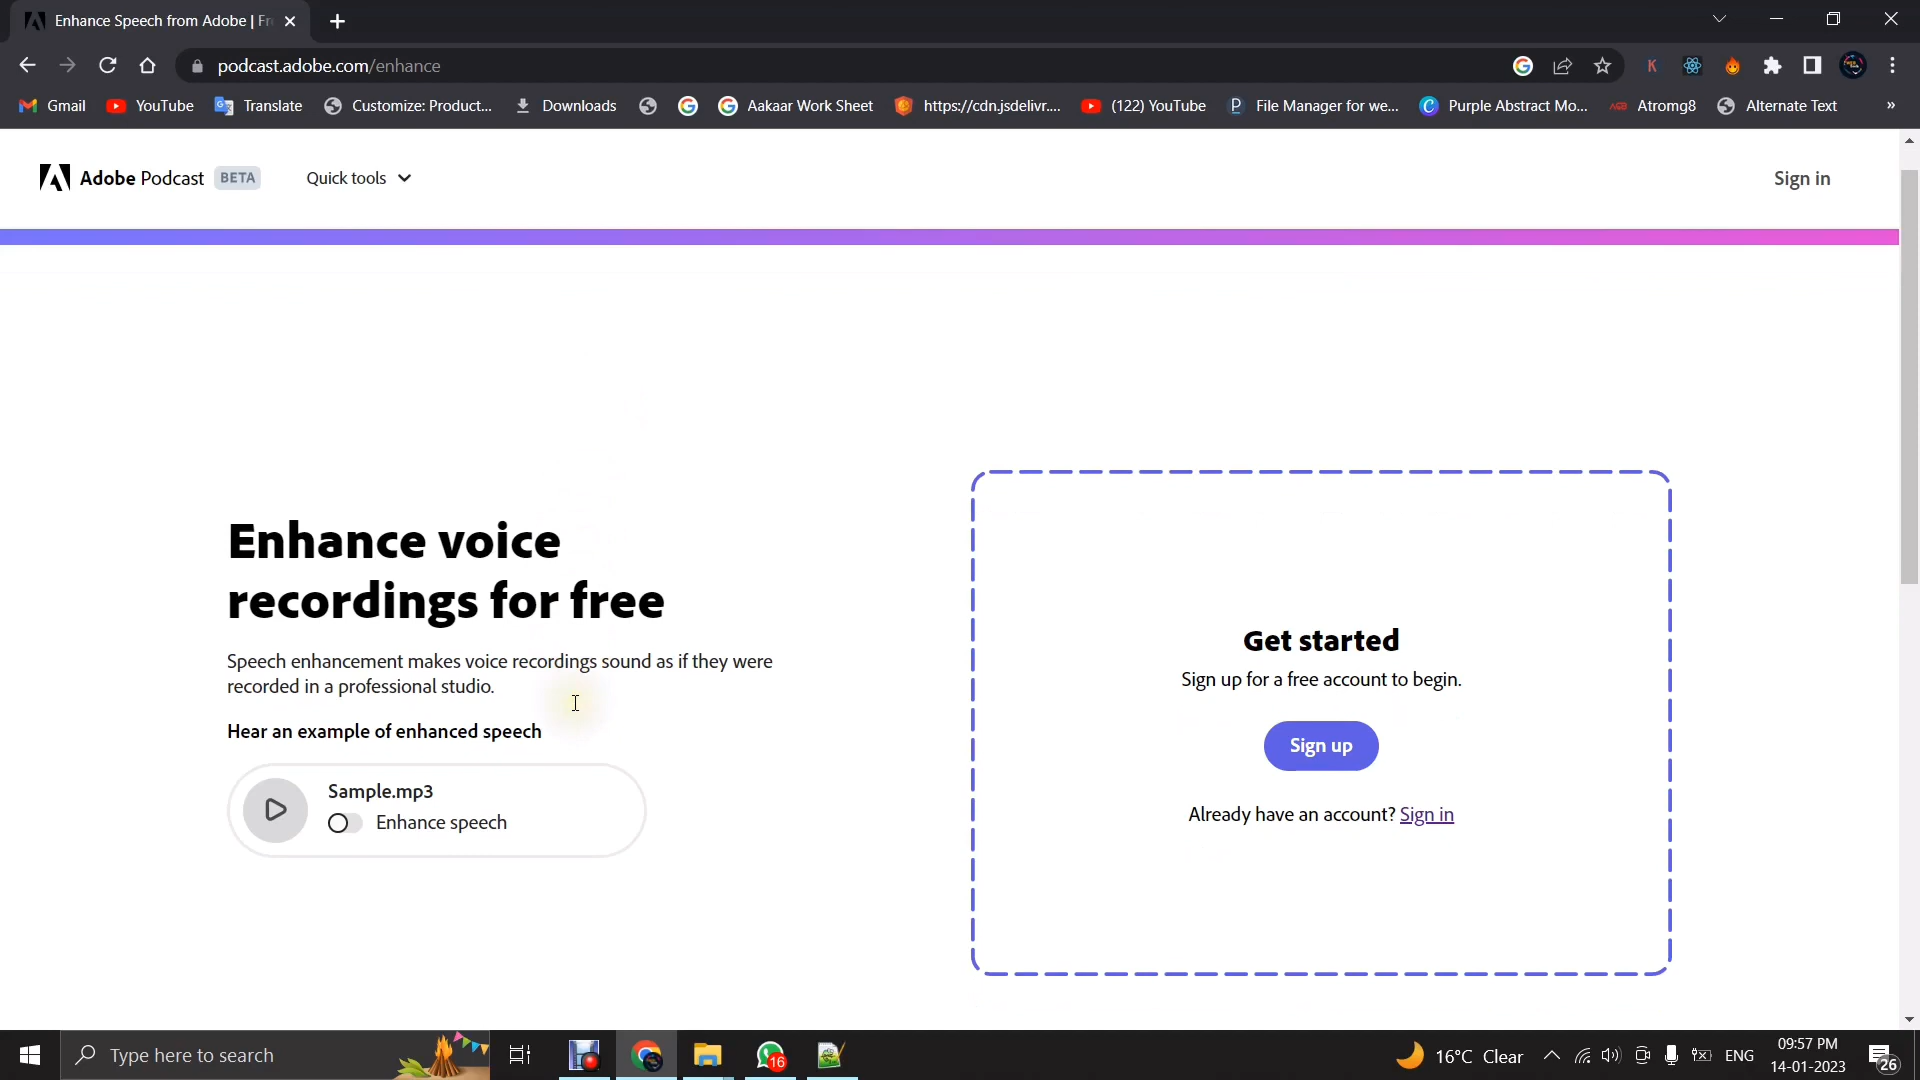 Enhance Speech from Adobe | Fr
podcast.adobe.com/enhance
K
Gmail
YouTube
Translate
Customize: Product...
Downloads
Aakaar Work Sheet
https://cdn.jsdelivr....
(122) YouTube
File Manager for we...
Purple Abstract Mo...
Atromg8
Alternate Text
»
Adobe Podcast BETA
Quick tools
Sign in
Enhance voice
recordings for free
Speech enhancement makes voice recordings sound as if they were
recorded in a professional studio.
Hear an example of enhanced speech
Sample.mp3
Enhance speech
Get started
Sign up for a free account to begin.
Sign up
Already have an account? Sign in
Type here to search
16
16°C Clear
ENG
09:57 PM
14-01-2023
26